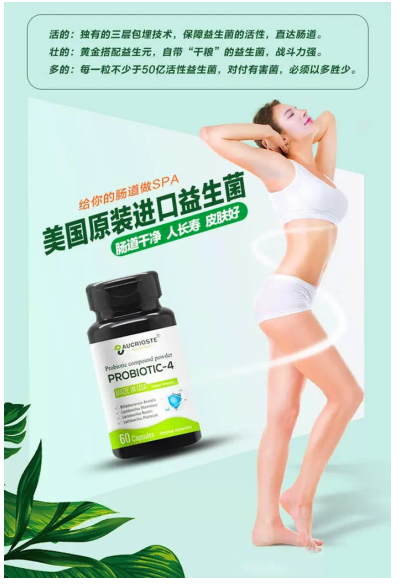 活的：独有的三层包埋技术，保障益生菌的活性，直达肠道。
壮的：黄金搭配益生元，自带“干粮”的益生菌，战斗力强。
多的：每一粒不少于50亿活性益生菌，对付有害菌，必须以多胜少。
给你的肠道做SPA
美国原装进口益生菌
肠道干净 人长寿 皮肤好
AUCRIOSTE
Probiotic compound powder
PROBIOTIC-4
MADE IN USA
60 Capsules